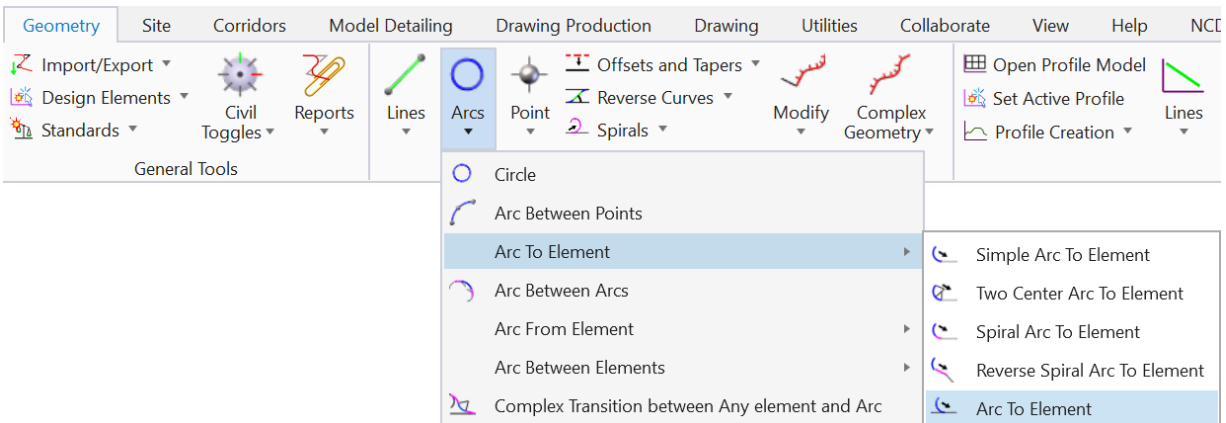 Geometry Site Corridors Model Detailing Drawing Production Drawing Utilities Collaborate View Help
Import/Export
Design Elements
Standards
Civil
Toggles
Reports
General Tools
Lines
Arcs
Point
Offsets and Tapers
Reverse Curves
Spirals
Modify
Complex
Geometry
Open Profile Model
Set Active Profile
Profile Creation
Lines
Circle
Arc Between Points
Arc To Element
Arc Between Arcs
Arc From Element
Arc Between Elements
Complex Transition between Any element and Arc
Simple Arc To Element
Two Center Arc To Element
Spiral Arc To Element
Reverse Spiral Arc To Element
Arc To Element